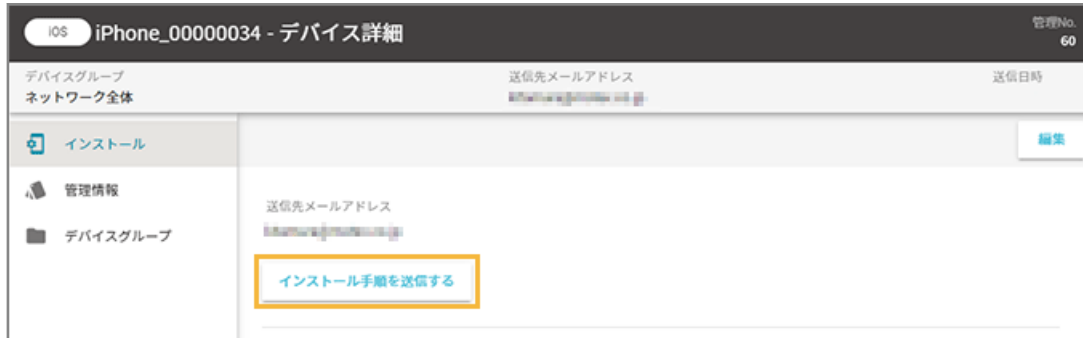 iOS iPhone_00000034 - デバイス詳細
管理No.
60
デバイスグループ
ネットワーク全体
送信先メールアドレス
送信日時
インストール
管理情報
デバイスグループ
編集
送信先メールアドレス
インストール手順を送信する